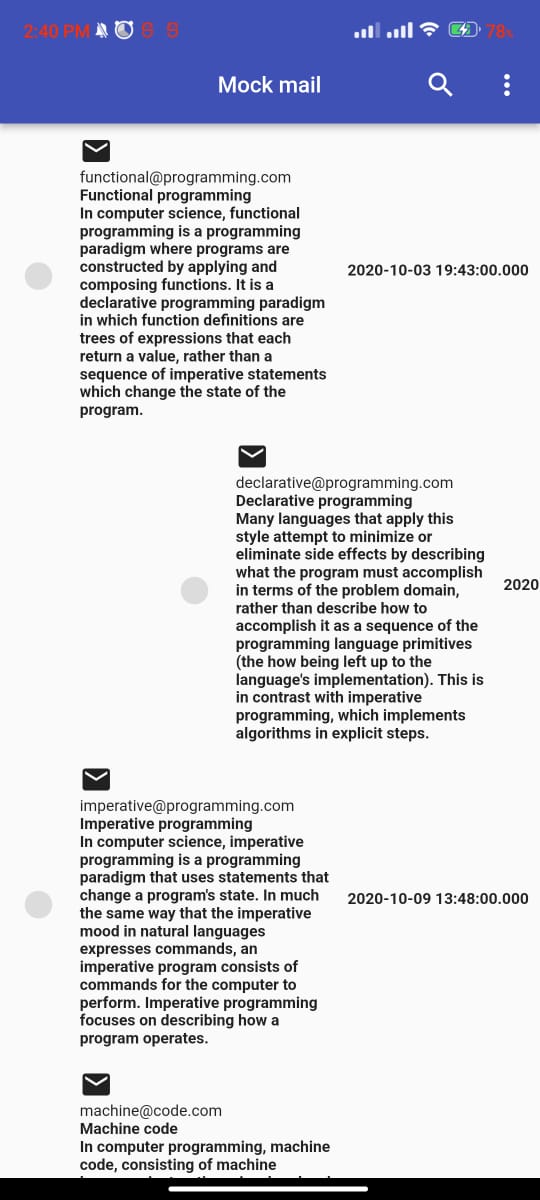 2:40 PM 78%
Mock mail
functional@programming.com
Functional programming
In computer science, functional
programming is a programming
paradigm where programs are
constructed by applying and
composing functions. It is a
declarative programming paradigm
in which function definitions are
trees of expressions that each
return a value, rather than a
sequence of imperative statements
which change the state of the
program.
2020-10-03 19:43:00.000
declarative@programming.com
Declarative programming
Many languages that apply this
style attempt to minimize or
eliminate side effects by describing
what the program must accomplish
in terms of the problem domain,
rather than describe how to
accomplish it as a sequence of the
programming language primitives
(the how being left up to the
language's implementation). This is
in contrast with imperative
programming, which implements
algorithms in explicit steps.
2020
imperative@programming.com
Imperative programming
In computer science, imperative
programming is a programming
paradigm that uses statements that
change a program's state. In much
the same way that the imperative
mood in natural languages
expresses commands, an
imperative program consists of
commands for the computer to
perform. Imperative programming
focuses on describing how a
program operates.
2020-10-09 13:48:00.000
machine@code.com
Machine code
In computer programming, machine
code, consisting of machine